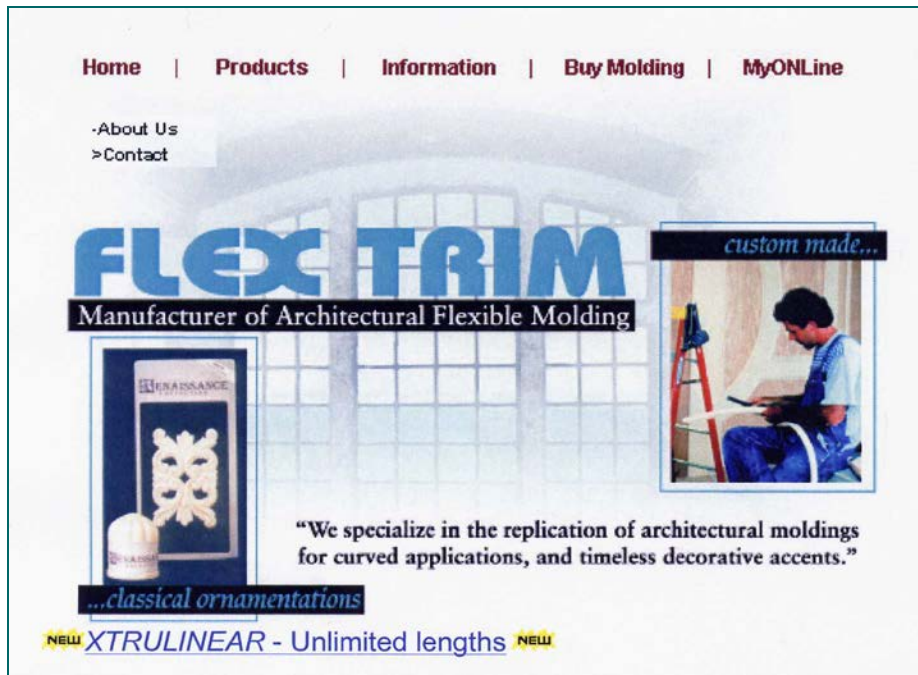 Home | Products | Information | Buy Molding | MyONLine
-About Us
>Contact
FLEX TRIM
custom made...
Manufacturer of Architectural Flexible Molding
RENAISSANCE
"We specialize in the replication of architectural moldings
for curved applications, and timeless decorative accents."
RENAISSANCE
...classical ornamentations
NEW XTRULINEAR - Unlimited lengths NEW